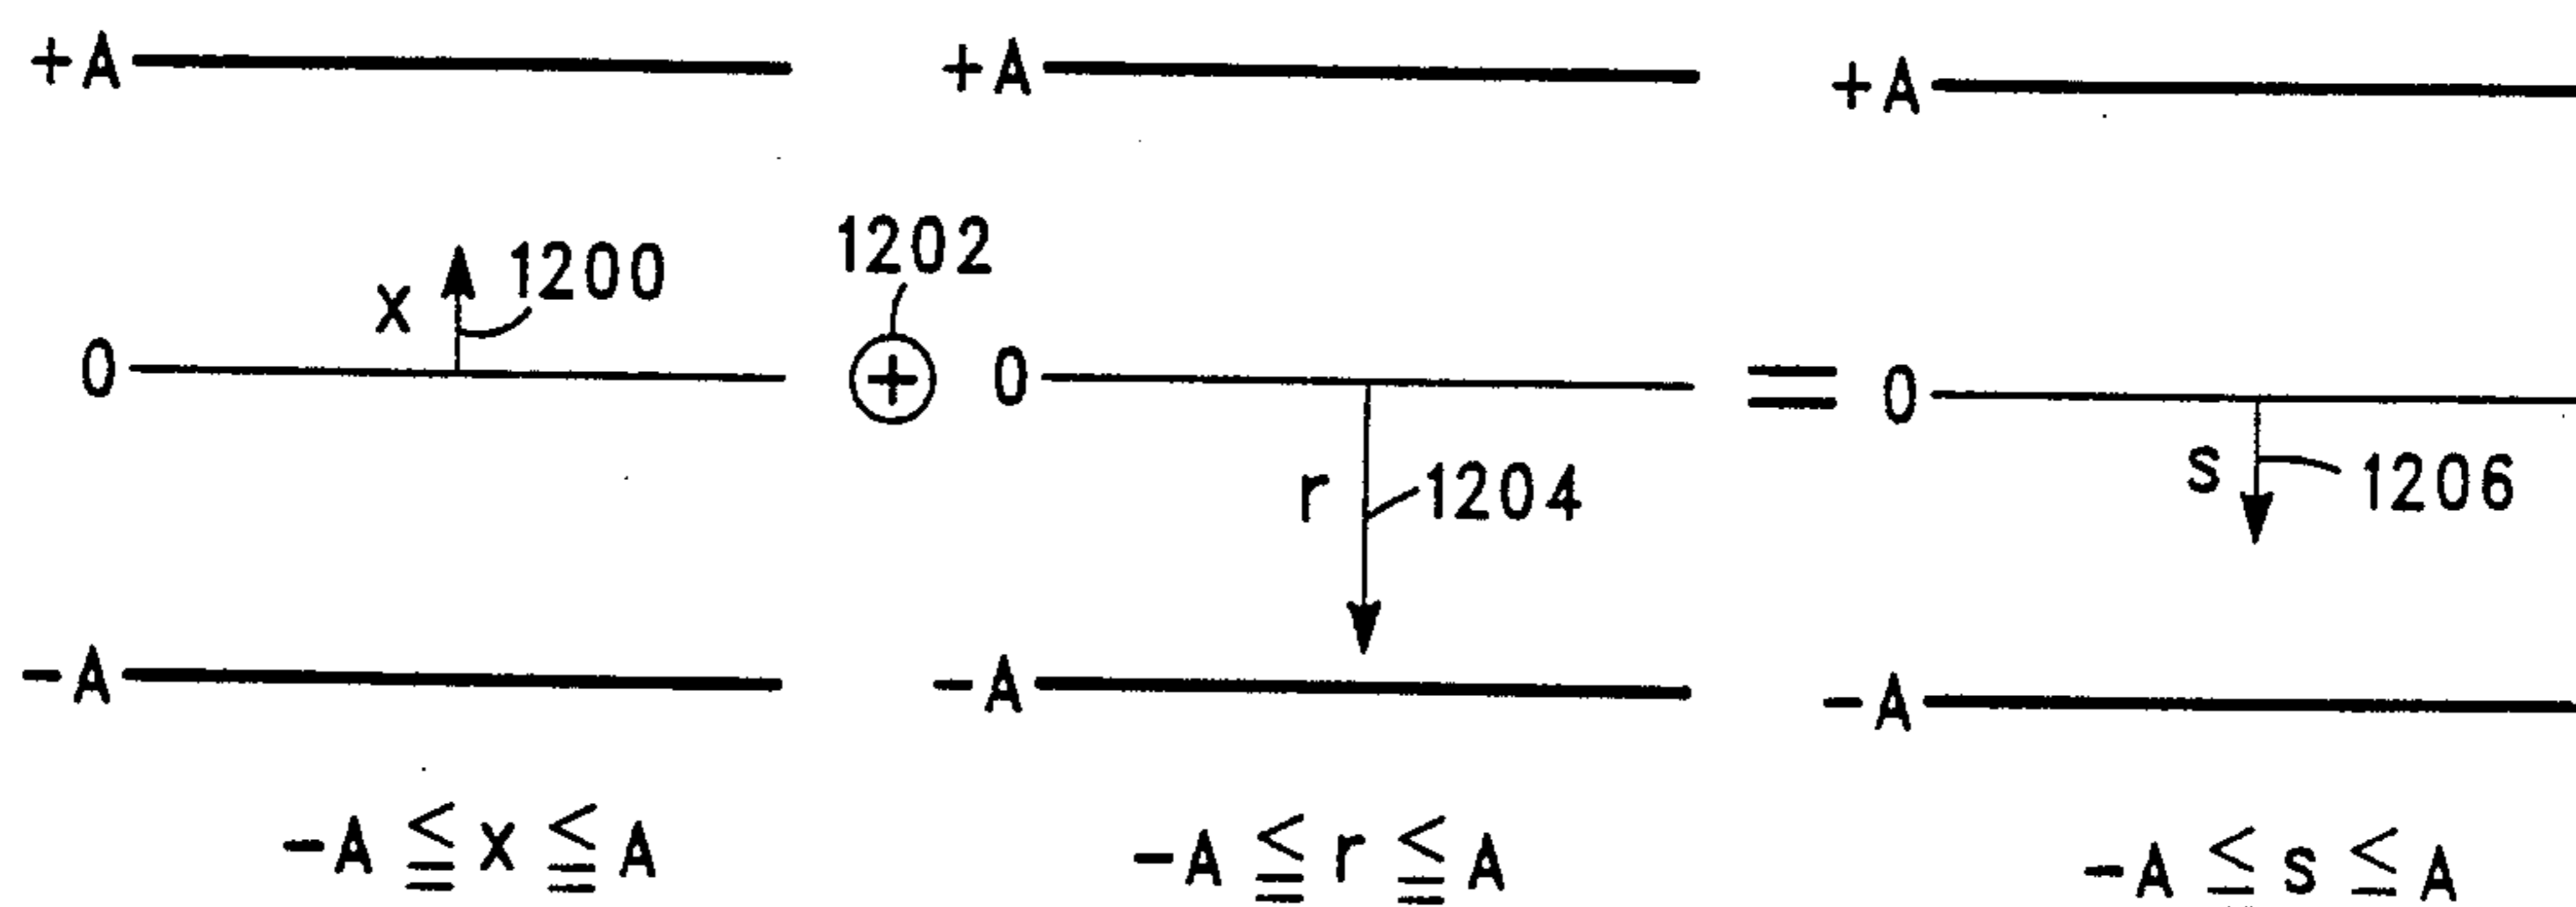 +A +A +A
x 1200 1202
0 ⊕ 0 = 0
r 1204 s 1206
-A -A -A
-A ≦ x ≦ A -A ≦ r ≦ A -A ≦ s ≦ A